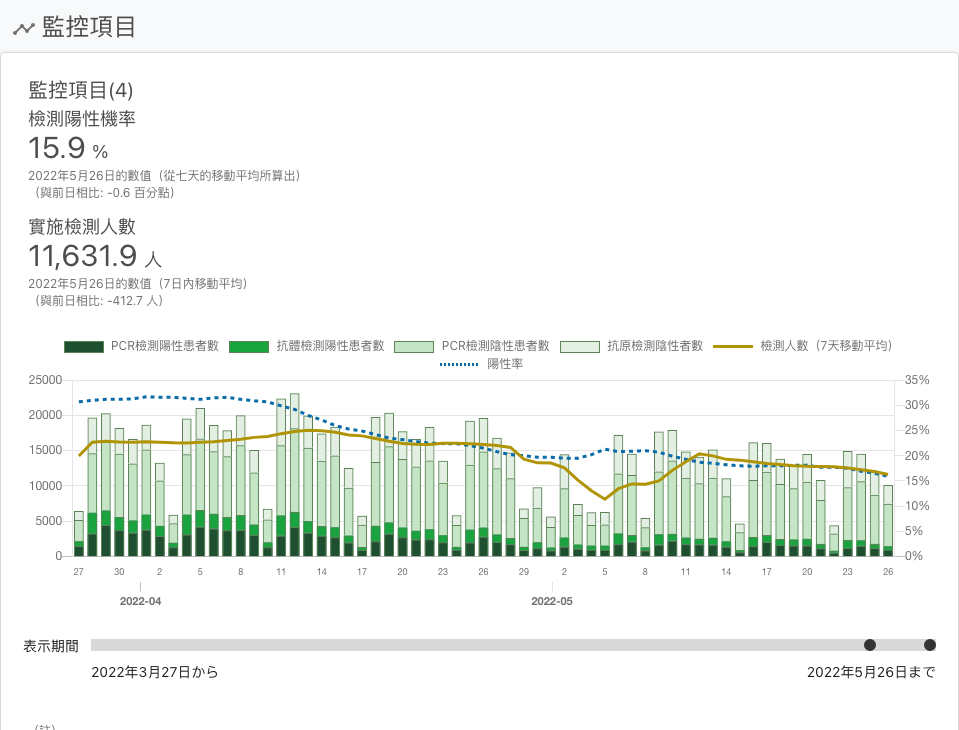 監控項目
監控項目(4)
檢測陽性機率
15.9 %
2022年5月26日的數值（從七天的移動平均所算出）
（與前日相比: -0.6 百分點）
實施檢測人數
11,631.9 人
2022年5月26日的數值（7日內移動平均）
（與前日相比: -412.7 人）
PCR檢測陽性患者數 抗體檢測陽性患者數 PCR檢測陰性患者數 抗原檢測陰性者數 檢測人數（7天移動平均）
陽性率
25000 35%
20000 30%
15000 25%
10000 20%
5000 15%
0 10%
5%
0%
27 30 2 5 8 11 14 17 20 23 26 29 2 5 8 11 14 17 20 23 26
2022-04 2022-05
表示期間
2022年3月27日から 2022年5月26日まで
（註）